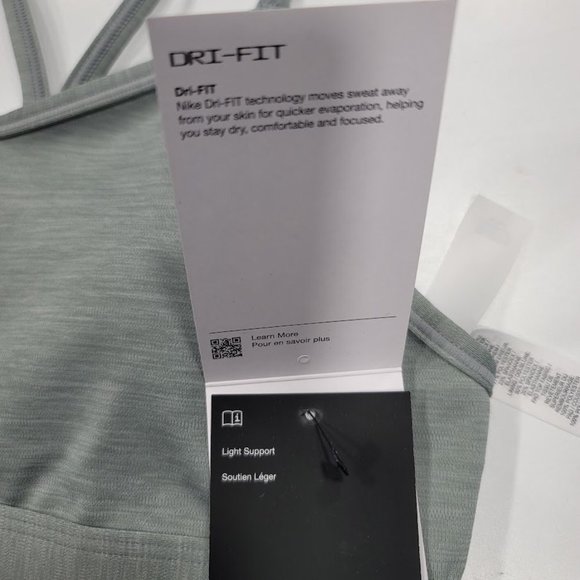 DRI-FIT
Dri-FIT
Nike Dri-FIT technology moves sweat away
from your skin for quicker evaporation, helping
you stay dry, comfortable and focused.
Learn More
Pour en savoir plus
1
Light Support
Soutien Léger